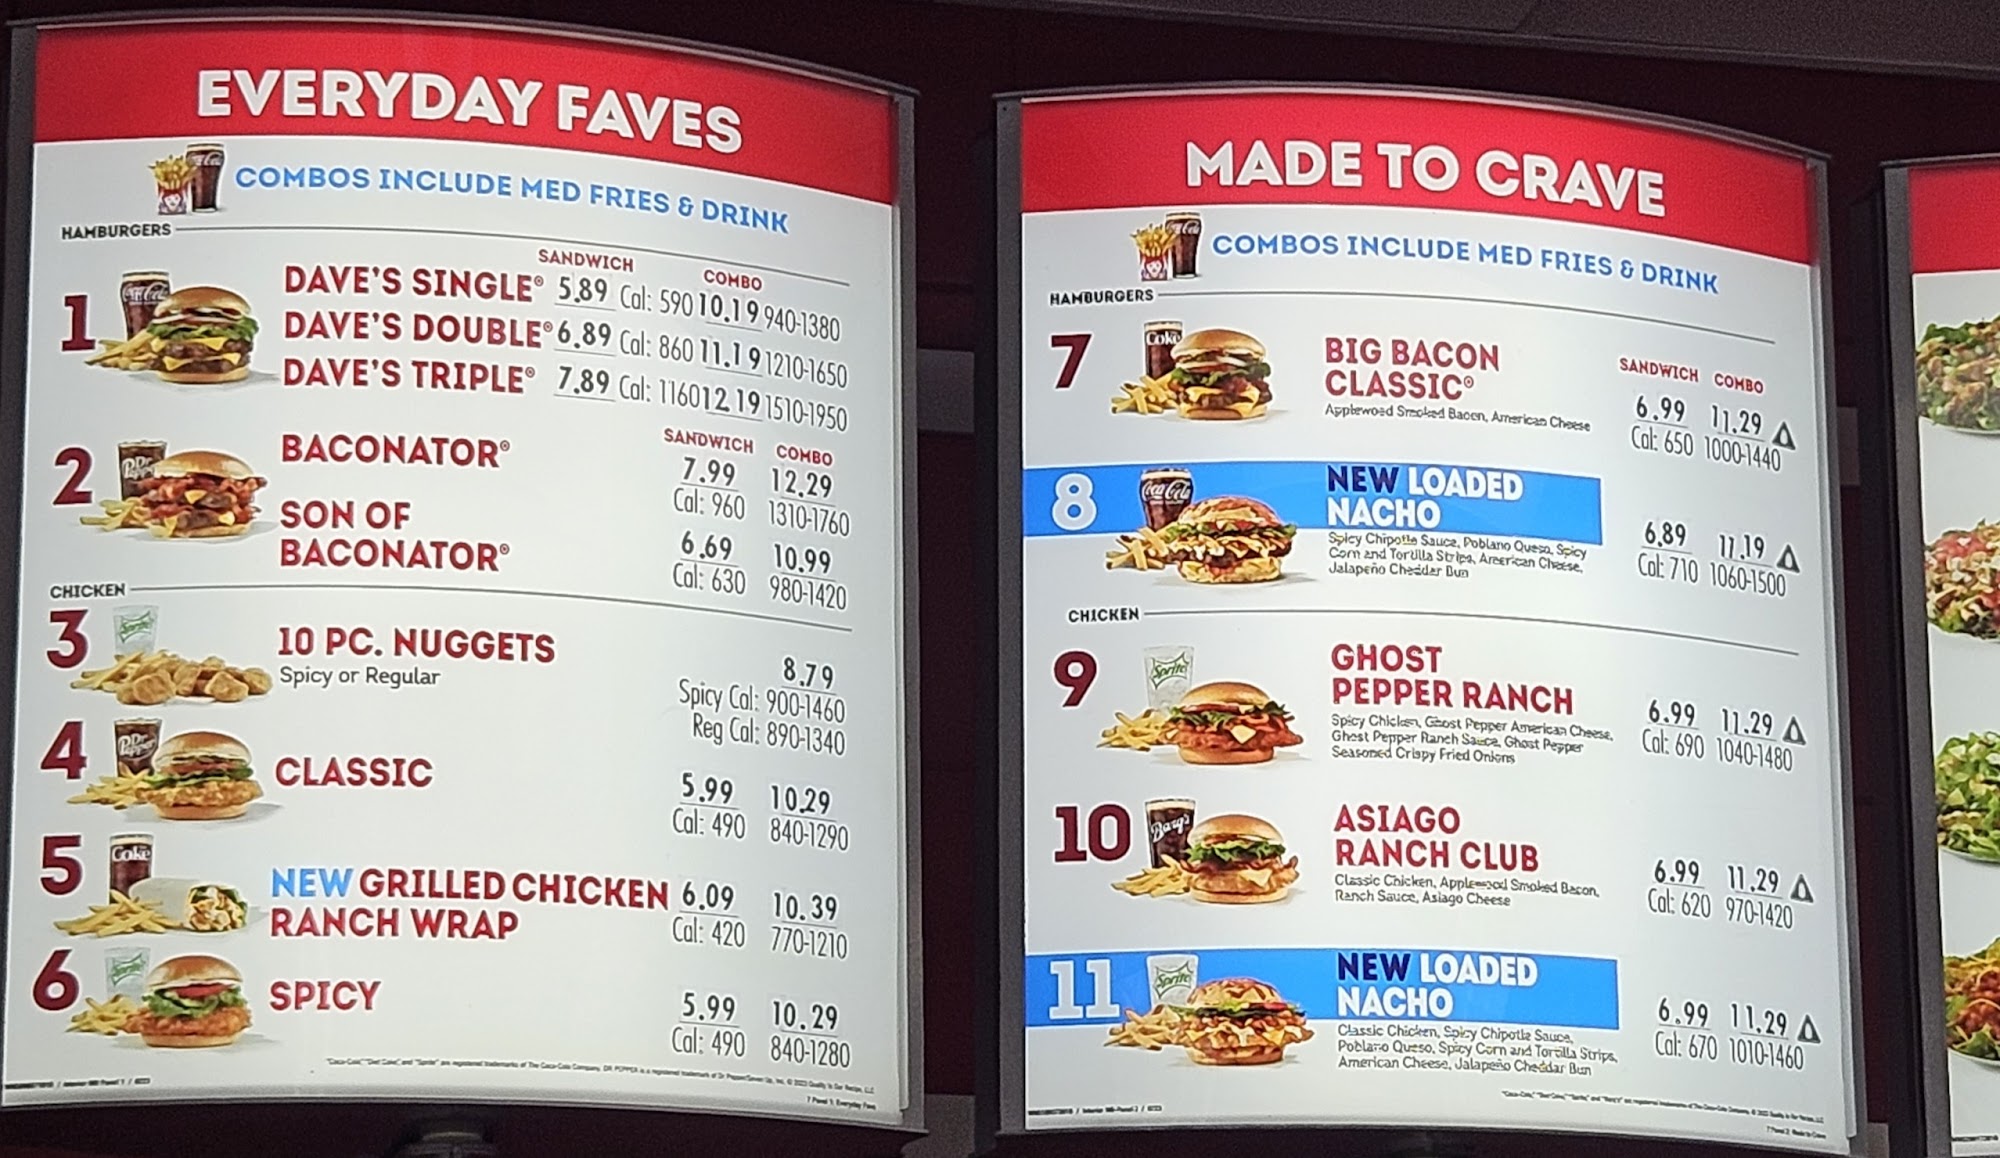 EVERYDAY FAVES
COMBOS INCLUDE MED FRIES & DRINK
HAMBURGERS
SANDWICH COMBO
1 DAVE'S SINGLE® 5.89 Cal: 590 10.19 940-1380
DAVE'S DOUBLE® 6.89 Cal: 860 11.19 1210-1650
DAVE'S TRIPLE® 7.89 Cal: 1160 12.19 1510-1950
SANDWICH COMBO
2 BACONATOR® 7.99 12.29
Cal: 960 1310-1760
SON OF
BACONATOR® 6.69 10.99
Cal: 630 980-1420
CHICKEN
3 10 PC. NUGGETS 8.79
Spicy or Regular
Spicy Cal: 900-1460
Reg Cal: 890-1340
4 CLASSIC 5.99 10.29
Cal: 490 840-1290
5 NEW GRILLED CHICKEN 6.09 10.39
RANCH WRAP Cal: 420 770-1210
6 SPICY 5.99 10.29
Cal: 490 840-1280
MADE TO CRAVE
COMBOS INCLUDE MED FRIES & DRINK
HAMBURGERS
SANDWICH COMBO
7 BIG BACON
CLASSIC® 6.99 11.29
Applewood Smoked Bacon, American Cheese
Cal: 650 1000-1440
8 NEW LOADED
NACHO 6.89 11.19
Spicy Chipotle Sauce, Poblano Queso, Spicy
Corn and Tortilla Strips, American Cheese,
Jalapeño Cheddar Bun
Cal: 710 1060-1500
CHICKEN
9 GHOST
PEPPER RANCH 6.99 11.29
Spicy Chicken, Ghost Pepper American Cheese,
Ghost Pepper Ranch Sauce, Ghost Pepper
Seasoned Crispy Fried Onions
Cal: 690 1040-1480
10 ASIAGO
RANCH CLUB 6.99 11.29
Classic Chicken, Applewood Smoked Bacon,
Ranch Sauce, Asiago Cheese
Cal: 620 970-1420
11 NEW LOADED
NACHO 6.99 11.29
Classic Chicken, Spicy Chipotle Sauce,
Poblano Queso, Spicy Corn and Tortilla Strips,
American Cheese, Jalapeño Cheddar Bun
Cal: 670 1010-1460